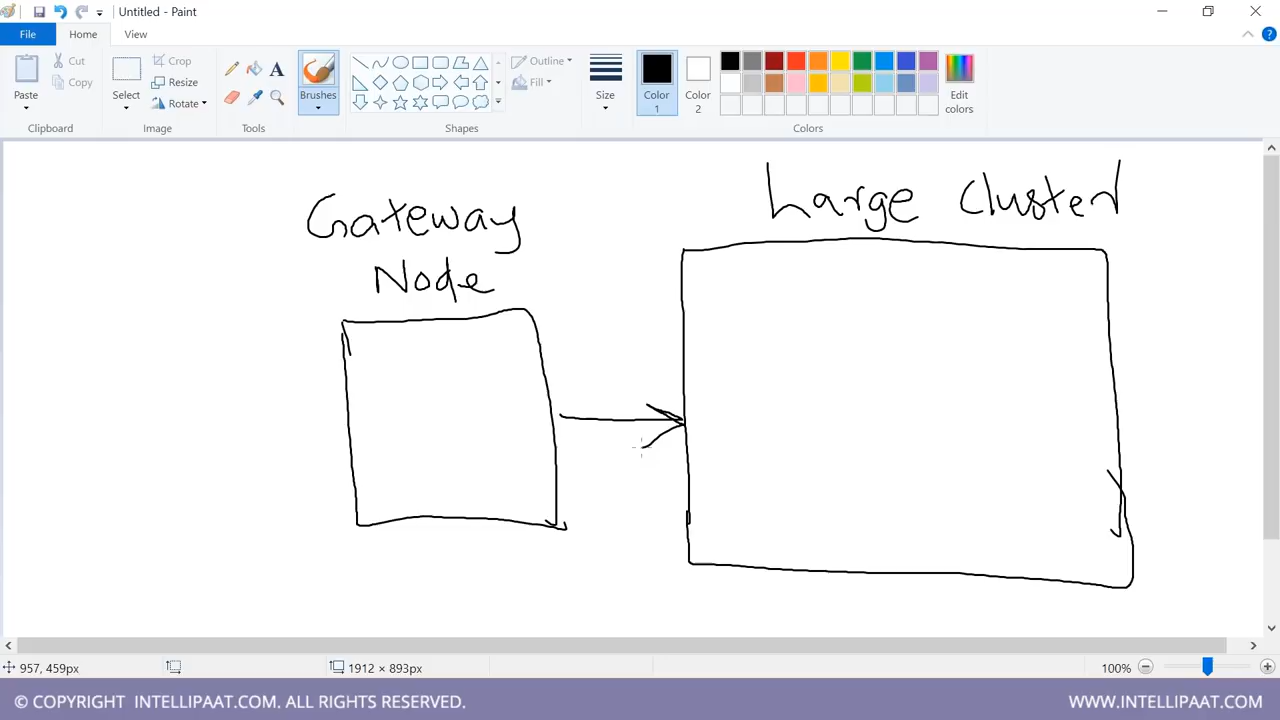 Untitled - Paint
File
Home
View
Paste
Cut
Copy
Clipboard
Select
Crop
Resize
Rotate
Image
A
Tools
Brushes
Outline
Fill
Shapes
Size
Color
1
Color
2
Edit
colors
Colors
Gateway
Node
Large Clusted
957, 459px
1912 × 893px
100%
© COPYRIGHT INTELLIPAAT.COM. ALL RIGHTS RESERVED.
WWW.INTELLIPAAT.COM